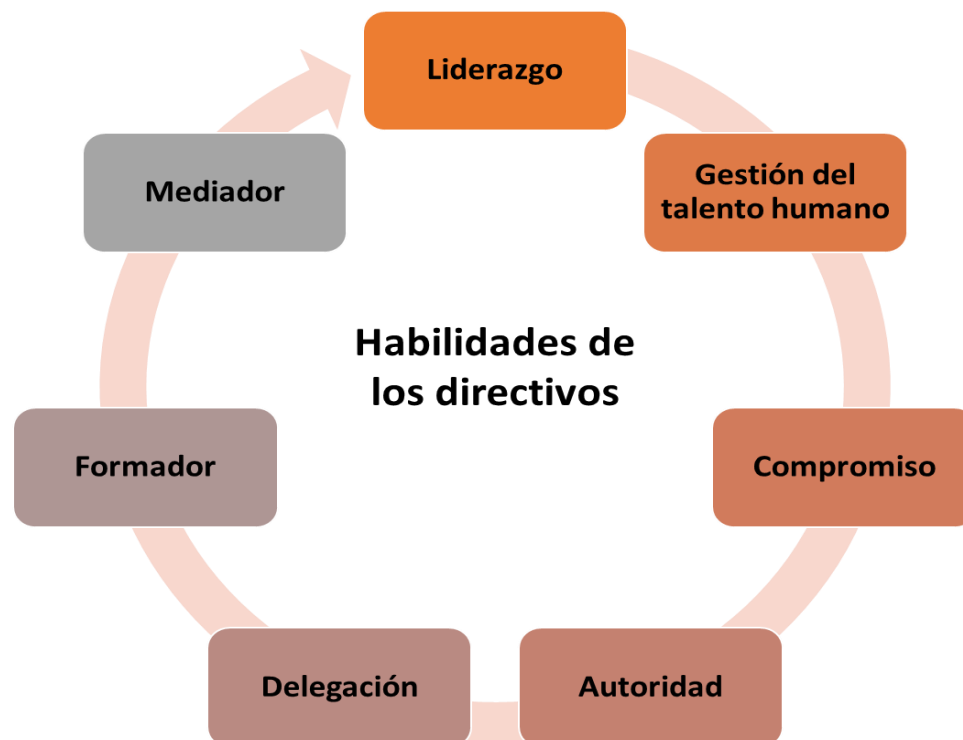 Liderazgo
Gestión del
talento humano
Compromiso
Autoridad
Delegación
Formador
Mediador
Habilidades de
los directivos